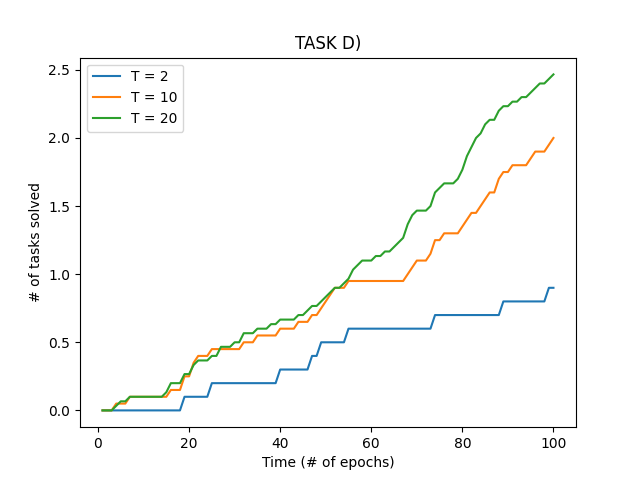 TASK D)
T = 2
T = 10
T = 20
2.5
2.0
1.5
1.0
0.5
0.0
# of tasks solved
0 20 40 60 80 100
Time (# of epochs)